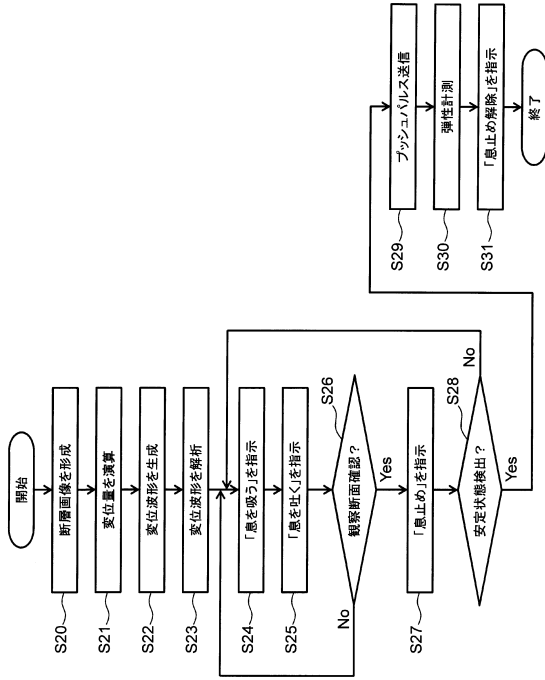 開始
断層画像を形成
S20
変位量を演算
S21
変位波形を生成
S22
変位波形を解析
S23
「息を吸う」を指示
S24
「息を吐く」を指示
S25
観察断面確認？
S26
No
Yes
「息止め」を指示
S27
安定状態検出？
S28
No
Yes
プッシュパルス送信
S29
弾性計測
S30
「息止め解除」を指示
S31
終了